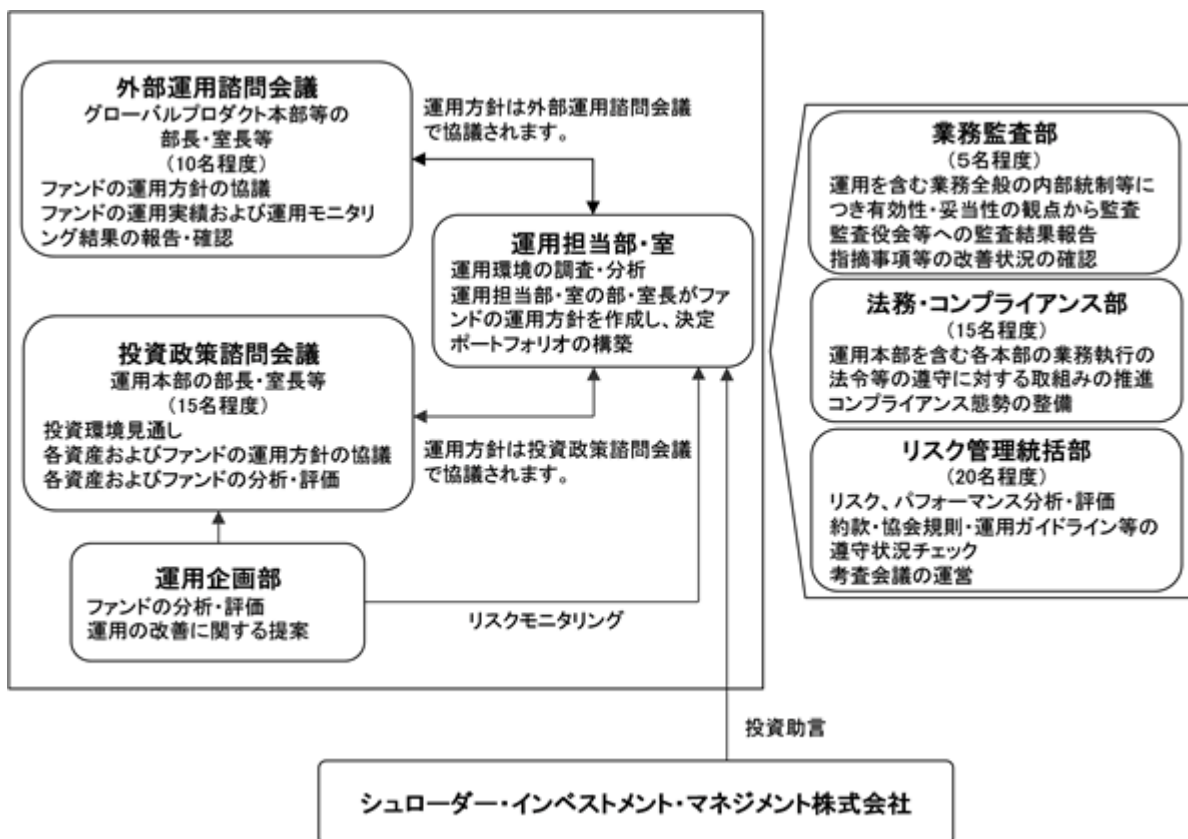 外部運用諮問会議
グローバルプロダクト本部等の
部長・室長等
（10名程度）
ファンドの運用方針の協議
ファンドの運用実績および運用モニタリ
ング結果の報告・確認
運用方針は外部運用諮問会議
で協議されます。
運用担当部・室
運用環境の調査・分析
運用担当部・室の部・室長がファ
ンドの運用方針を作成し、決定
ポートフォリオの構築
投資政策諮問会議
運用本部の部長・室長等
（15名程度）
投資環境見通し
各資産およびファンドの運用方針の協議
各資産およびファンドの分析・評価
運用方針は投資政策諮問会議
で協議されます。
運用企画部
ファンドの分析・評価
運用の改善に関する提案
リスクモニタリング
業務監査部
（5名程度）
運用を含む業務全般の内部統制等に
つき有効性・妥当性の観点から監査
監査役会等への監査結果報告
指摘事項等の改善状況の確認
法務・コンプライアンス部
（15名程度）
運用本部を含む各本部の業務執行の
法令等の遵守に対する取組みの推進
コンプライアンス態勢の整備
リスク管理統括部
（20名程度）
リスク、パフォーマンス分析・評価
約款・協会規則・運用ガイドライン等の
遵守状況チェック
考査会議の運営
投資助言
シュローダー・インベストメント・マネジメント株式会社